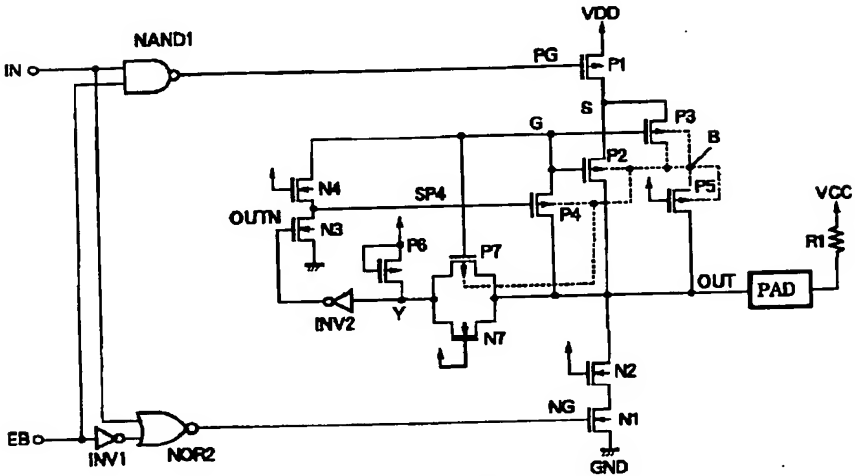 VDD
NAND1
IN
PG
P1
S
P3
G
B
P2
N4
SP4
P5
VCC
P4
OUTN
N3
R1
P6
P7
OUT
PAD
INV2
Y
N7
N2
NG
N1
EB
INV1
NOR2
GND